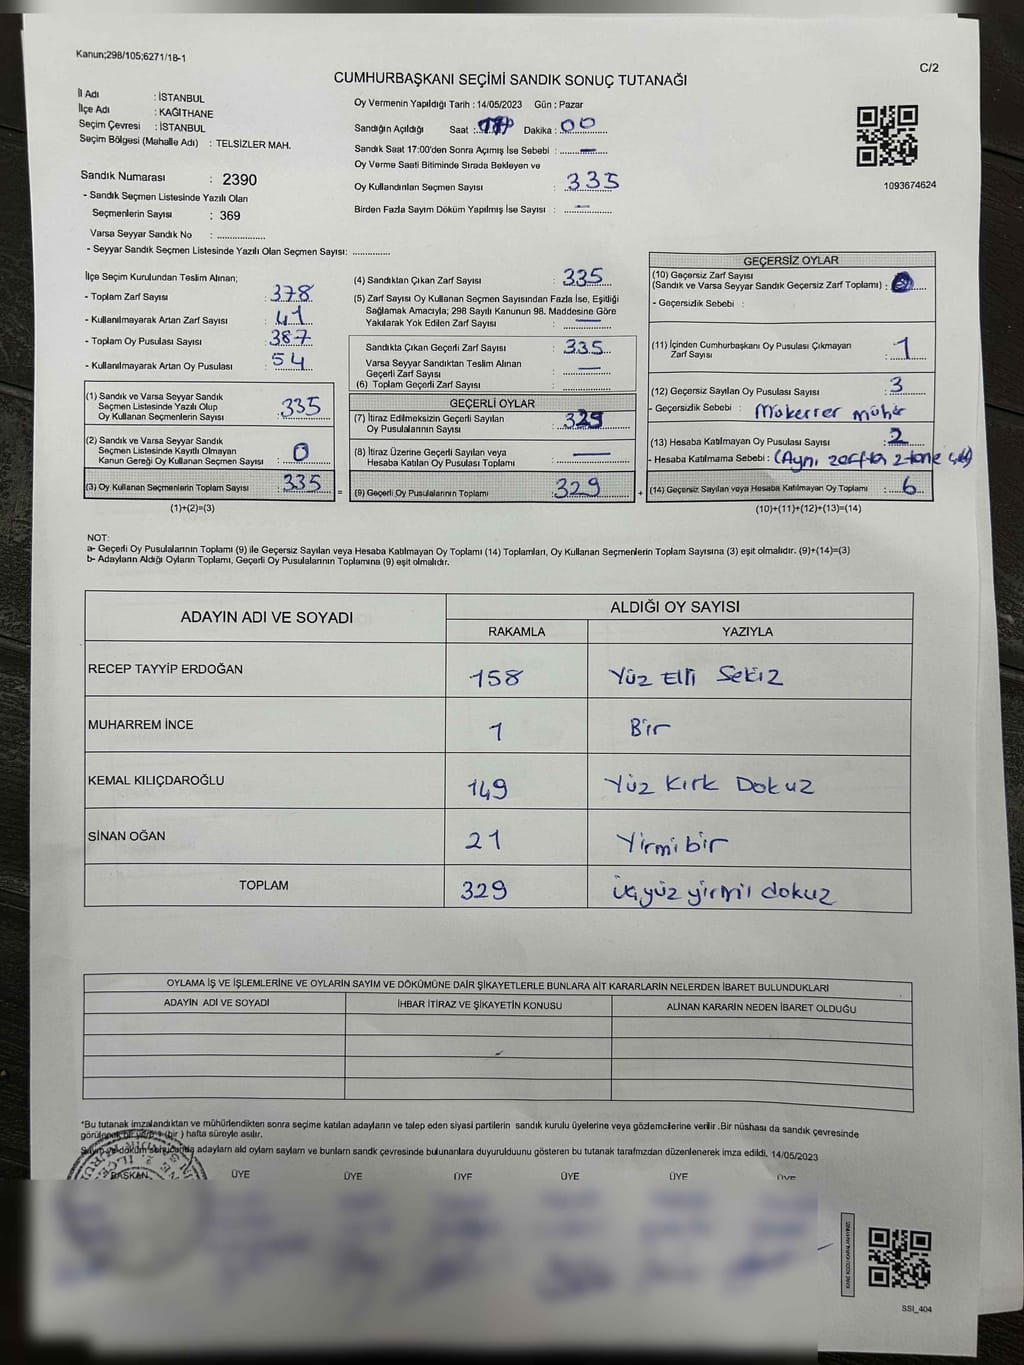 Kanun;298/105;6271/18-1
C/2
CUMHURBAŞKANI SEÇİMİ SANDIK SONUÇ TUTANAĞI
İl Adı : İSTANBUL
İlçe Adı : KAĞITHANE
Seçim Çevresi : İSTANBUL
Seçim Bölgesi (Mahalle Adı) : TELSİZLER MAH.
Sandık Numarası : 2390
- Sandık Seçmen Listesinde Yazılı Olan
Seçmenlerin Sayısı : 369
Varsa Seyyar Sandık No : ..................
- Seyyar Sandık Seçmen Listesinde Yazılı Olan Seçmen Sayısı: ..............
Oy Vermenin Yapıldığı Tarih : 14/05/2023 Gün : Pazar
Sandığın Açıldığı Saat : Dakika : 00
Sandık Saat 17:00'den Sonra Açımış İse Sebebi : —
Oy Verme Saati Bitiminde Sırada Bekleyen ve
Oy Kullandırılan Seçmen Sayısı : 335
Birden Fazla Sayım Döküm Yapılmış İse Sayısı : —
1093674624
İlçe Seçim Kurulundan Teslim Alınan;
- Toplam Zarf Sayısı : 378
- Kullanılmayarak Artan Zarf Sayısı : 41
- Toplam Oy Pusulası Sayısı : 387
- Kullanılmayarak Artan Oy Pusulası : 54
(1) Sandık ve Varsa Seyyar Sandık
Seçmen Listesinde Yazılı Olup
Oy Kullanan Seçmenlerin Sayısı : 335
(2) Sandık ve Varsa Seyyar Sandık
Seçmen Listesinde Kayıtlı Olmayan
Kanun Gereği Oy Kullanan Seçmen Sayısı : 0
(3) Oy Kullanan Seçmenlerin Toplam Sayısı : 335
(1)+(2)=(3)
=
(4) Sandıktan Çıkan Zarf Sayısı : 335
(5) Zarf Sayısı Oy Kullanan Seçmen Sayısından Fazla İse, Eşitliği
Sağlamak Amacıyla; 298 Sayılı Kanunun 98. Maddesine Göre
Yakılarak Yok Edilen Zarf Sayısı : —
Sandıkta Çıkan Geçerli Zarf Sayısı : 335
Varsa Seyyar Sandıktan Teslim Alınan
Geçerli Zarf Sayısı : —
(6) Toplam Geçerli Zarf Sayısı :
GEÇERLİ OYLAR
(7) İtiraz Edilmeksizin Geçerli Sayılan
Oy Pusulalarının Sayısı : 329
(8) İtiraz Üzerine Geçerli Sayılan veya
Hesaba Katılan Oy Pusulası Toplamı : —
(9) Geçerli Oy Pusulalarının Toplamı : 329
+
GEÇERSİZ OYLAR
(10) Geçersiz Zarf Sayısı
(Sandık ve Varsa Seyyar Sandık Geçersiz Zarf Toplamı) :
- Geçersizlik Sebebi :
(11) İçinden Cumhurbaşkanı Oy Pusulası Çıkmayan
Zarf Sayısı : 1
(12) Geçersiz Sayılan Oy Pusulası Sayısı : 3
- Geçersizlik Sebebi : Mükerrer mühür
(13) Hesaba Katılmayan Oy Pusulası Sayısı : 2
- Hesaba Katılmama Sebebi : (Aynı zarftan 2 tane
(14) Geçersiz Sayılan veya Hesaba Katılmayan Oy Toplamı : 6
(10)+(11)+(12)+(13)=(14)
NOT:
a- Geçerli Oy Pusulalarının Toplamı (9) ile Geçersiz Sayılan veya Hesaba Katılmayan Oy Toplamı (14) Toplamları, Oy Kullanan Seçmenlerin Toplam Sayısına (3) eşit olmalıdır. (9)+(14)=(3)
b- Adayların Aldığı Oyların Toplamı, Geçerli Oy Pusulalarının Toplamına (9) eşit olmalıdır.
ADAYIN ADI VE SOYADI
ALDIĞI OY SAYISI
RAKAMLA YAZIYLA
RECEP TAYYİP ERDOĞAN 158 Yüz Elli Sekiz
MUHARREM İNCE 1 Bir
KEMAL KILIÇDAROĞLU 149 Yüz Kırk Dokuz
SİNAN OĞAN 21 Yirmi bir
TOPLAM 329 üçyüz yirmi dokuz
OYLAMA İŞ VE İŞLEMLERİNE VE OYLARIN SAYIM VE DÖKÜMÜNE DAİR ŞİKAYETLERLE BUNLARA AİT KARARLARIN NELERDEN İBARET BULUNDUKLARI
ADAYIN ADI VE SOYADI İHBAR İTİRAZ VE ŞİKAYETİN KONUSU ALINAN KARARIN NEDEN İBARET OLDUĞU
*Bu tutanak imzalandıktan ve mühürlendikten sonra seçime katılan adayların ve talep eden siyasi partilerin sandık kurulu üyelerine veya gözlemcilerine verilir .Bir nüshası da sandık çevresinde
görülecek bir yere 1 (bir ) hafta süreyle asılır.
Sayım ve döküm sonucunda adayların ald oyların sayların ve bunların sandık çevresinde bulunanlara duyurulduunu gösteren bu tutanak tarafmzdan düzenlenerek imza edildi. 14/05/2023
BAŞKAN ÜYE ÜYE ÜYE ÜYE ÜYE ÜYE
SSI_404